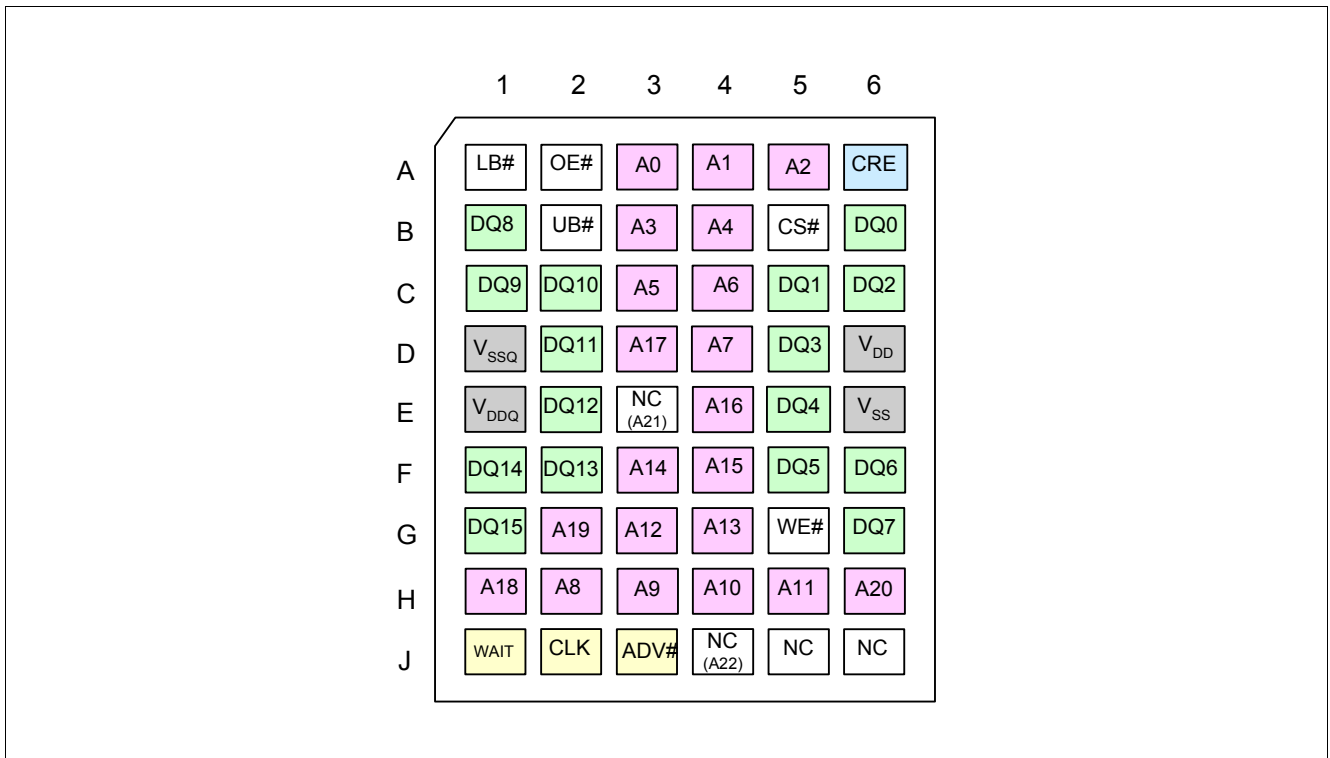 1 2 3 4 5 6
A LB# OE# A0 A1 A2 CRE
B DQ8 UB# A3 A4 CS# DQ0
C DQ9 DQ10 A5 A6 DQ1 DQ2
D VSSQ DQ11 A17 A7 DQ3 VDD
E VDDQ DQ12 NC (A21) A16 DQ4 VSS
F DQ14 DQ13 A14 A15 DQ5 DQ6
G DQ15 A19 A12 A13 WE# DQ7
H A18 A8 A9 A10 A11 A20
J WAIT CLK ADV# NC (A22) NC NC